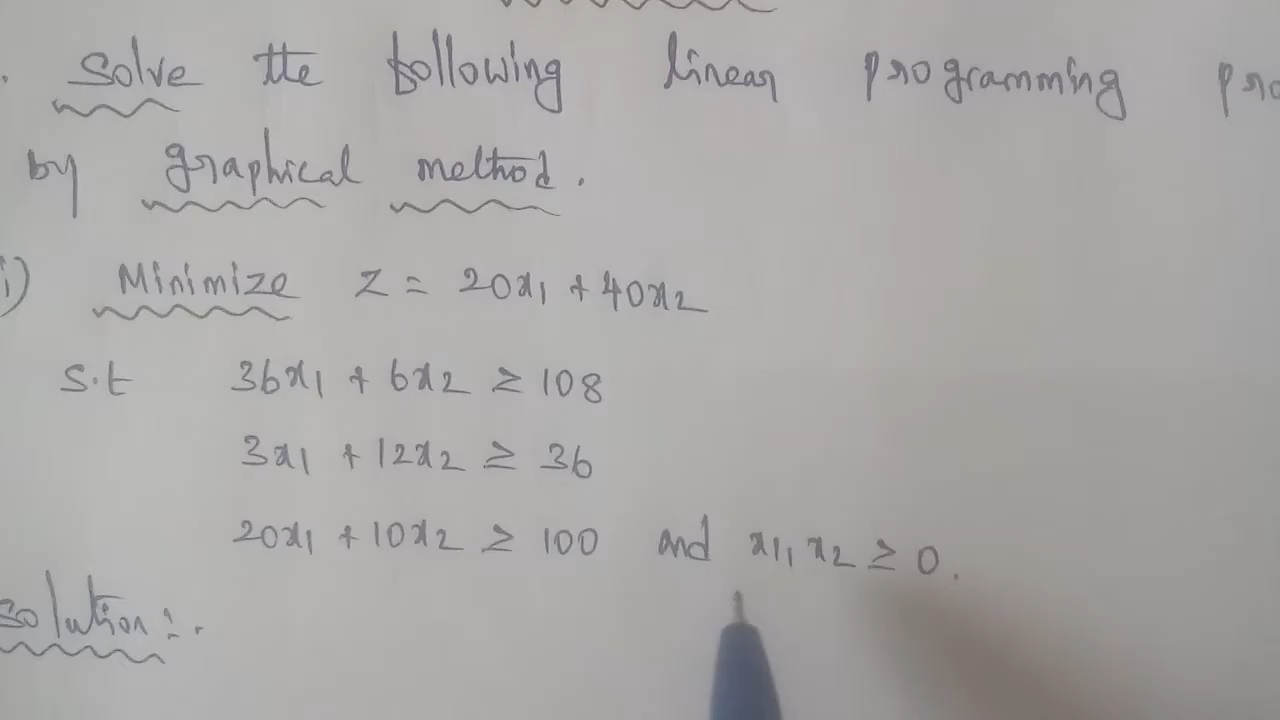 Solve the following linear programming pro
by graphical method.
i) Minimize Z = 20x1 + 40x2
S.t 36x1 + 6x2 ≥ 108
3x1 + 12x2 ≥ 36
20x1 + 10x2 ≥ 100 and x1, x2 ≥ 0.
Solution:-